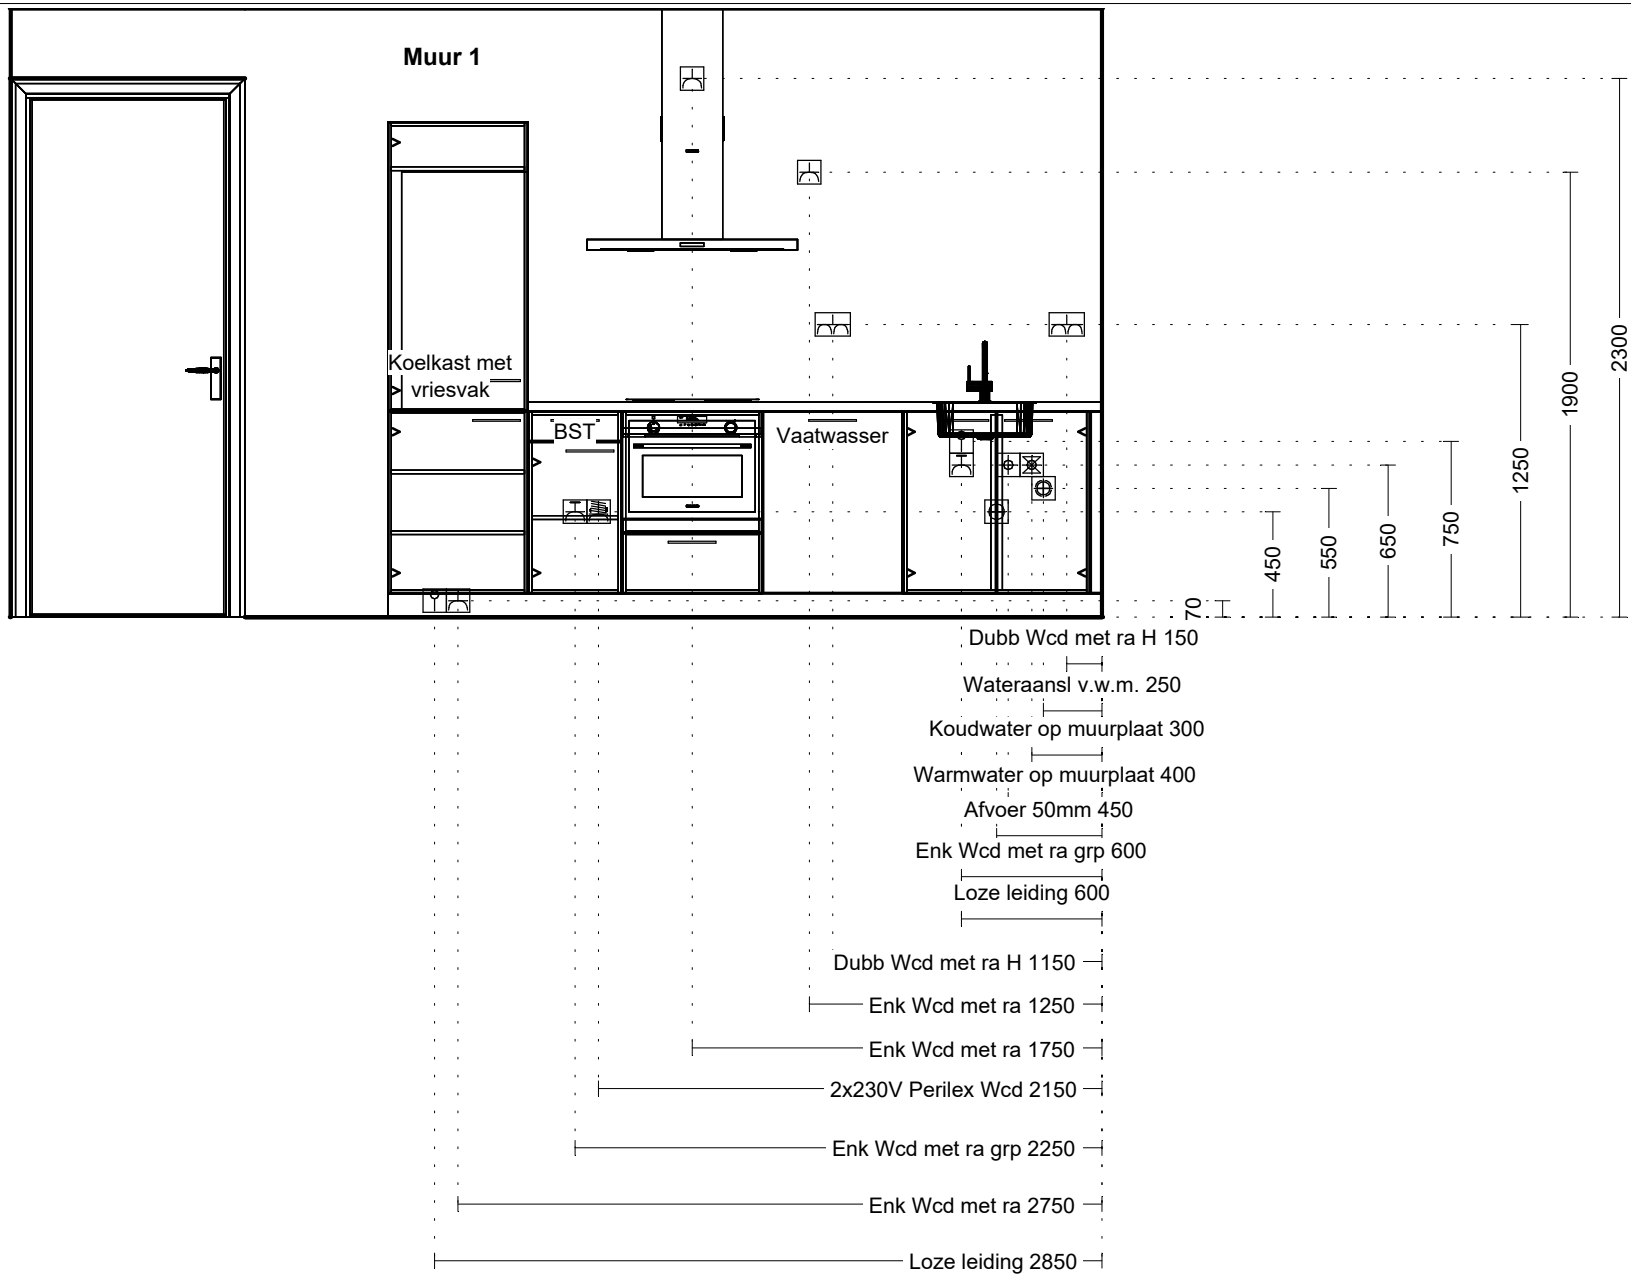 Muur 1
Koelkast met
vriesvak
BST
Vaatwasser
2300
1900
1250
750
650
550
450
70
Dubb Wcd met ra H 150
Wateraansl v.w.m. 250
Koudwater op muurplaat 300
Warmwater op muurplaat 400
Afvoer 50mm 450
Enk Wcd met ra grp 600
Loze leiding 600
Dubb Wcd met ra H 1150
Enk Wcd met ra 1250
Enk Wcd met ra 1750
2x230V Perilex Wcd 2150
Enk Wcd met ra grp 2250
Enk Wcd met ra 2750
Loze leiding 2850